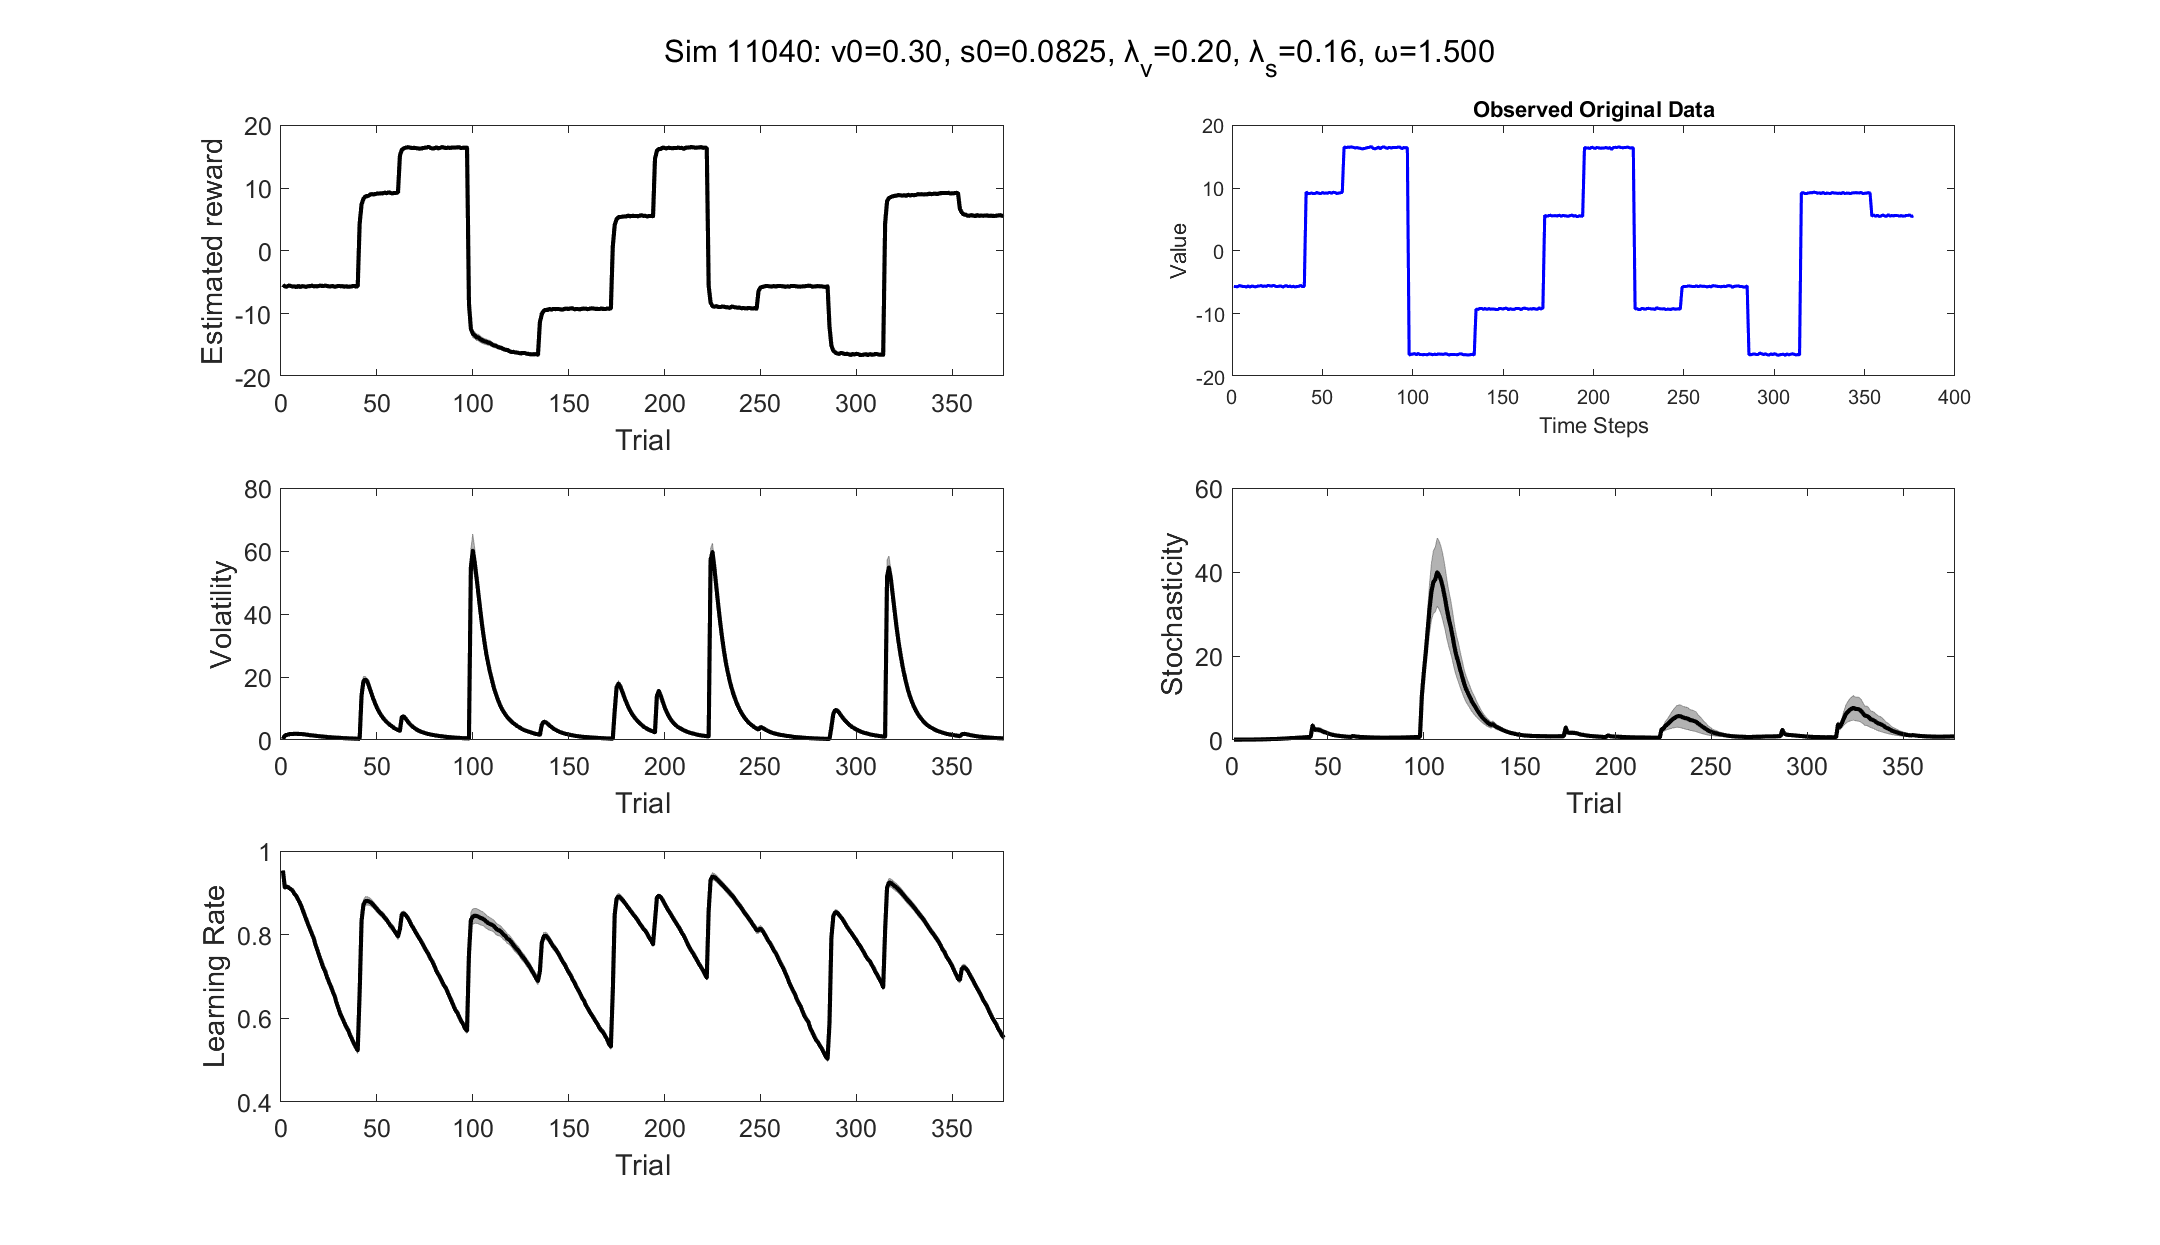 Sim 11040: v0=0.30, s0=0.0825, λ_v=0.20, λ_s=0.16, ω=1.500
Estimated reward
20
10
0
-10
-20
0 50 100 150 200 250 300 350
Trial
Observed Original Data
Value
20
10
0
-10
-20
0 50 100 150 200 250 300 350 400
Time Steps
Volatility
80
60
40
20
0
0 50 100 150 200 250 300 350
Trial
Stochasticity
60
40
20
0
0 50 100 150 200 250 300 350
Trial
Learning Rate
1
0.8
0.6
0.4
0 50 100 150 200 250 300 350
Trial